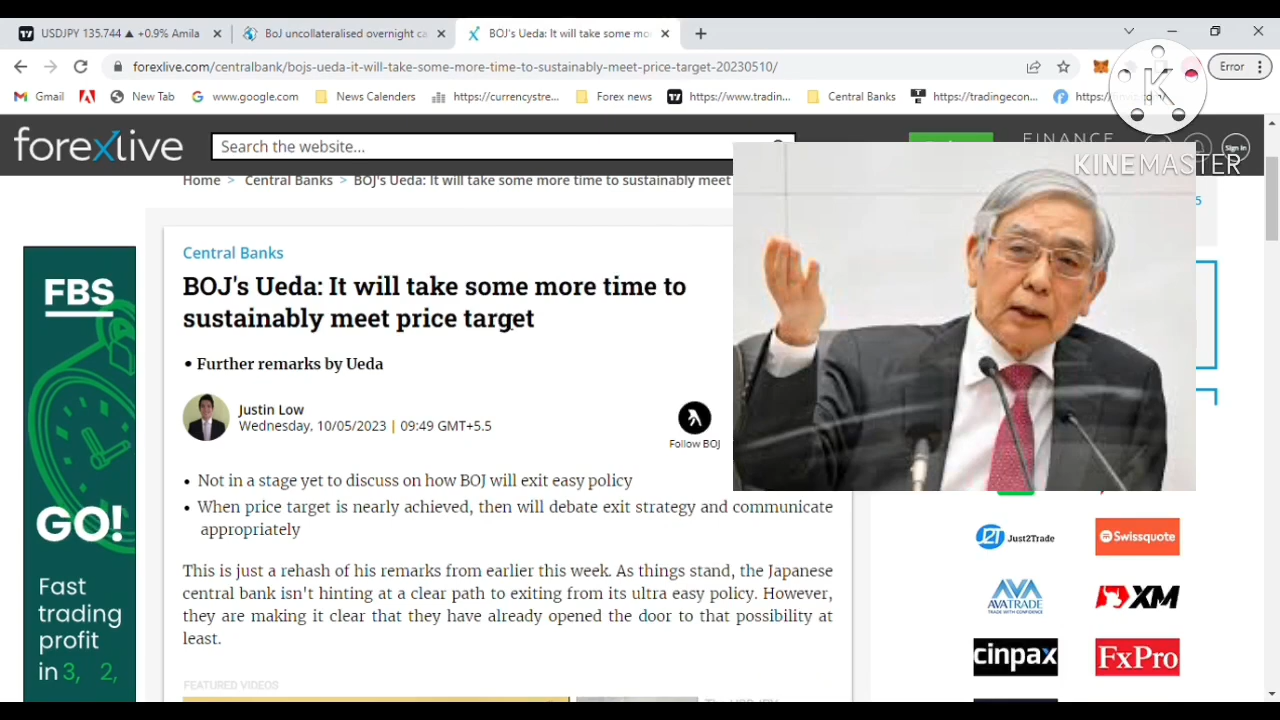 USDJPY 135.744 ▲ +0.9% Amila
BoJ uncollateralised overnight ca
BOJ's Ueda: It will take some mo
forexlive.com/centralbank/bojs-ueda-it-will-take-some-more-time-to-sustainably-meet-price-target-20230510/
Error
Gmail
New Tab
www.google.com
News Calenders
https://currencystre...
Forex news
https://www.tradin...
Central Banks
https://tradingecon...
K
forexlive
Search the website...
FINANCE
Sign in
KINEMASTER
Home > Central Banks > BOJ's Ueda: It will take some more time to sustainably meet
5
Central Banks
BOJ's Ueda: It will take some more time to
sustainably meet price target
• Further remarks by Ueda
Justin Low
Wednesday, 10/05/2023 | 09:49 GMT+5.5
Follow BOJ
• Not in a stage yet to discuss on how BOJ will exit easy policy
• When price target is nearly achieved, then will debate exit strategy and communicate
appropriately
This is just a rehash of his remarks from earlier this week. As things stand, the Japanese
central bank isn't hinting at a clear path to exiting from its ultra easy policy. However,
they are making it clear that they have already opened the door to that possibility at
least.
FEATURED VIDEOS
FBS
GO!
Fast
trading
profit
in 3, 2,
Just2Trade
Swissquote
AVATRADE
TRADE WITH CONFIDENCE
XM
cinpax
FxPro